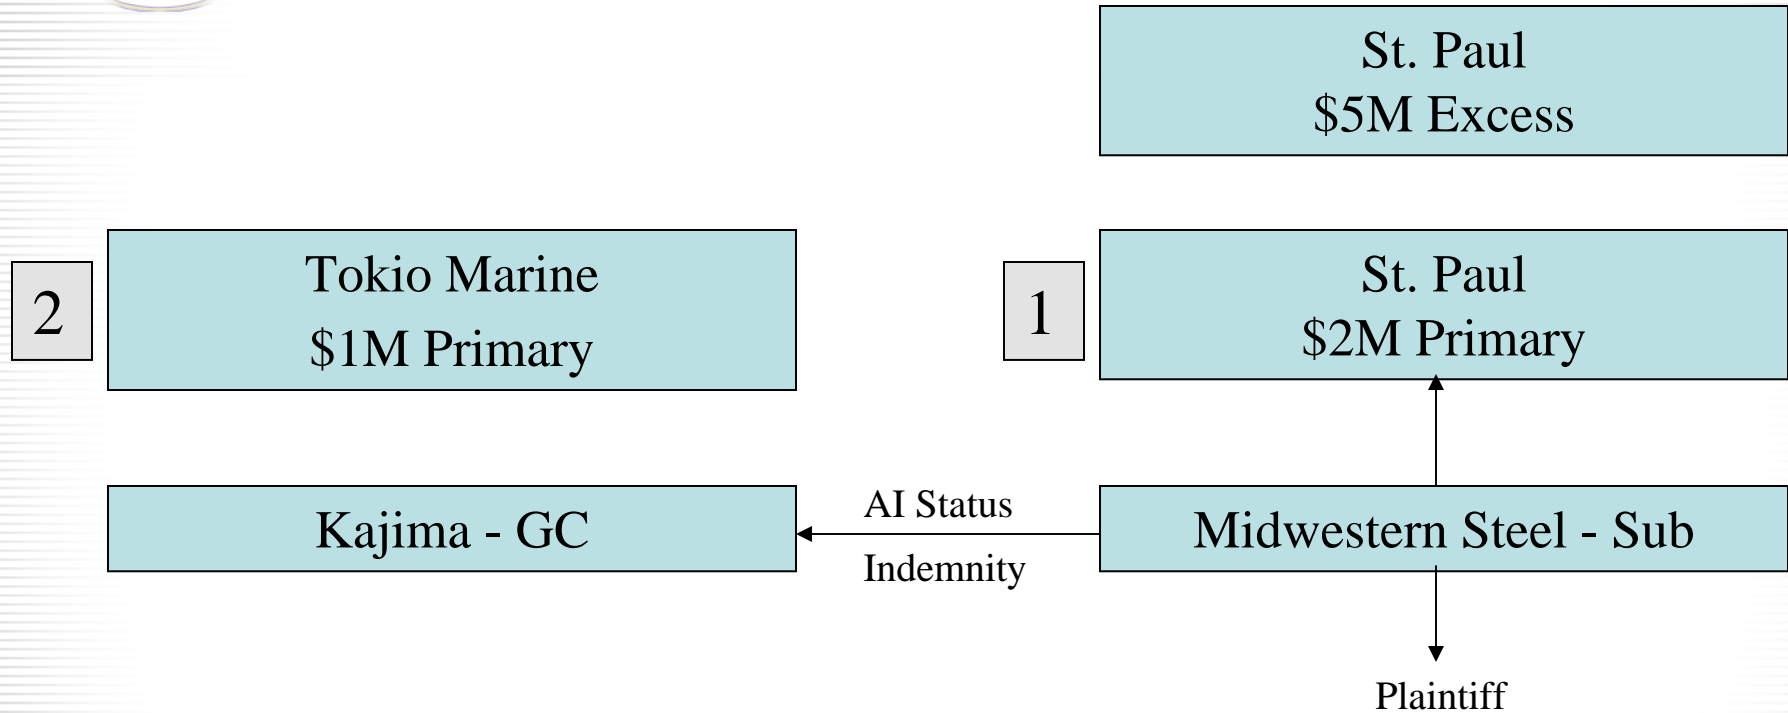 St. Paul
$5M Excess
2
Tokio Marine
$1M Primary
1
St. Paul
$2M Primary
Kajima - GC
AI Status
Indemnity
Midwestern Steel - Sub
Plaintiff